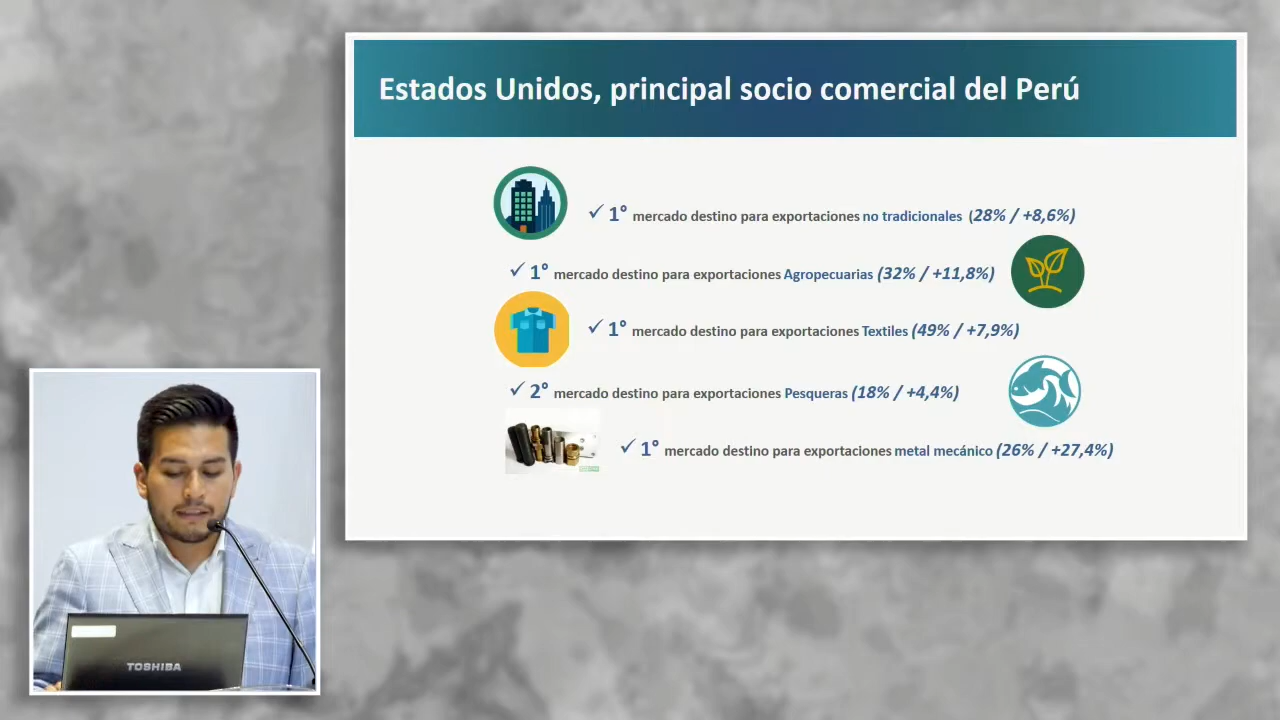 Estados Unidos, principal socio comercial del Perú
✓ 1° mercado destino para exportaciones no tradicionales (28% / +8,6%)
✓ 1° mercado destino para exportaciones Agropecuarias (32% / +11,8%)
✓ 1° mercado destino para exportaciones Textiles (49% / +7,9%)
✓ 2° mercado destino para exportaciones Pesqueras (18% / +4,4%)
✓ 1° mercado destino para exportaciones metal mecánico (26% / +27,4%)
TOSHIBA